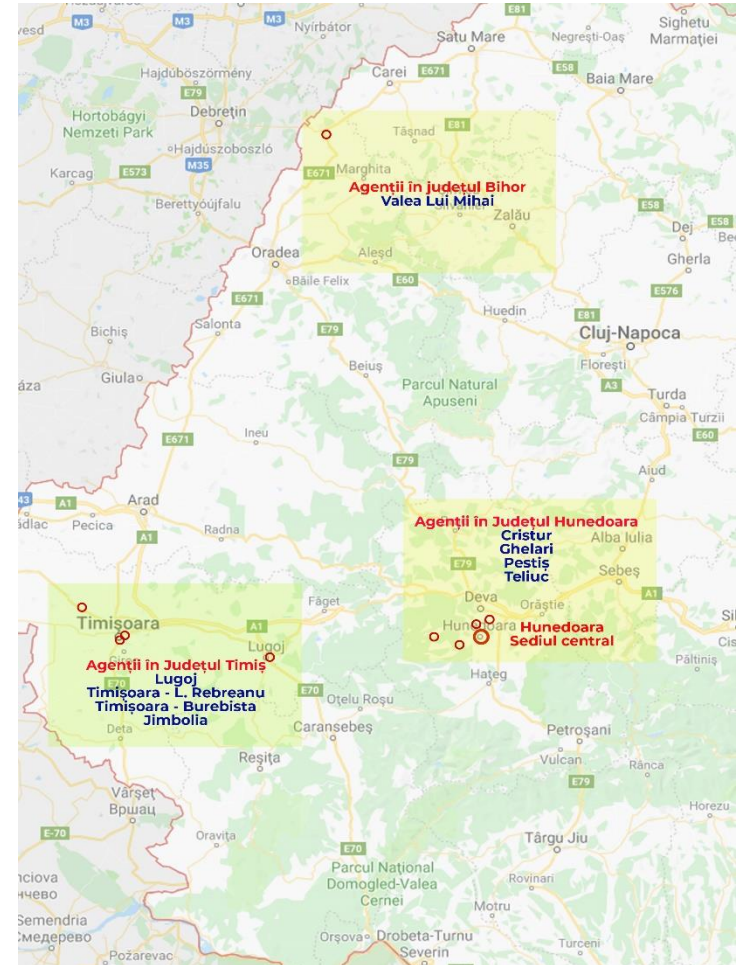 E81
M3
M3
Nyírbátor
Satu Mare
Sighetu
Marmației
Negrești-Oaș
Hajdúböszörmény
Carei
E671
E58
Baia Mare
E79
Debrețin
Hortobágyi
Nemzeti Park
Hajdúszoboszló
M35
Tășnad
E81
Karcag
E573
E671
Marghita
Agenții în județul Bihor
Valea Lui Mihai
Berettyóújfalu
Zalău
E58
E58
Dej
Oradea
Aleșd
Gherla
Băile Felix
E60
E576
E671
Huedin
E81
Bichiș
Salonta
E79
Cluj-Napoca
Florești
Beiuș
Giula
A3
Parcul Natural
Apuseni
Turda
Câmpia Turzii
E671
Ineu
E60
E79
Aiud
43
A1
Arad
Pecica
Radna
A1
Agenții în Județul Hunedoara
Cristur
Ghelari
Pestiș
Teliuc
Alba Iulia
E79
Sebeș
Deva
A1
Făget
Orăștie
Timișoara
A1
Hunedoara
Hunedoara
Sediul central
Lugoj
Păltiniș
Agenții în Județul Timiș
Lugoj
Timișoara - L. Rebreanu
Timișoara - Burebista
Jimbolia
E70
Hațeg
E70
Oțelu Roșu
Deta
Caransebeș
Petroșani
Reșița
Vulcan
Rânca
E79
Vârșeț
Вршац
Horezu
E-70
Oravița
E70
Târgu Jiu
Parcul Național
Domogled-Valea
Cernei
Rovinari
Motru
Semendria
Смедерево
Orșova
Drobeta-Turnu
Severin
Turceni
Požarevac